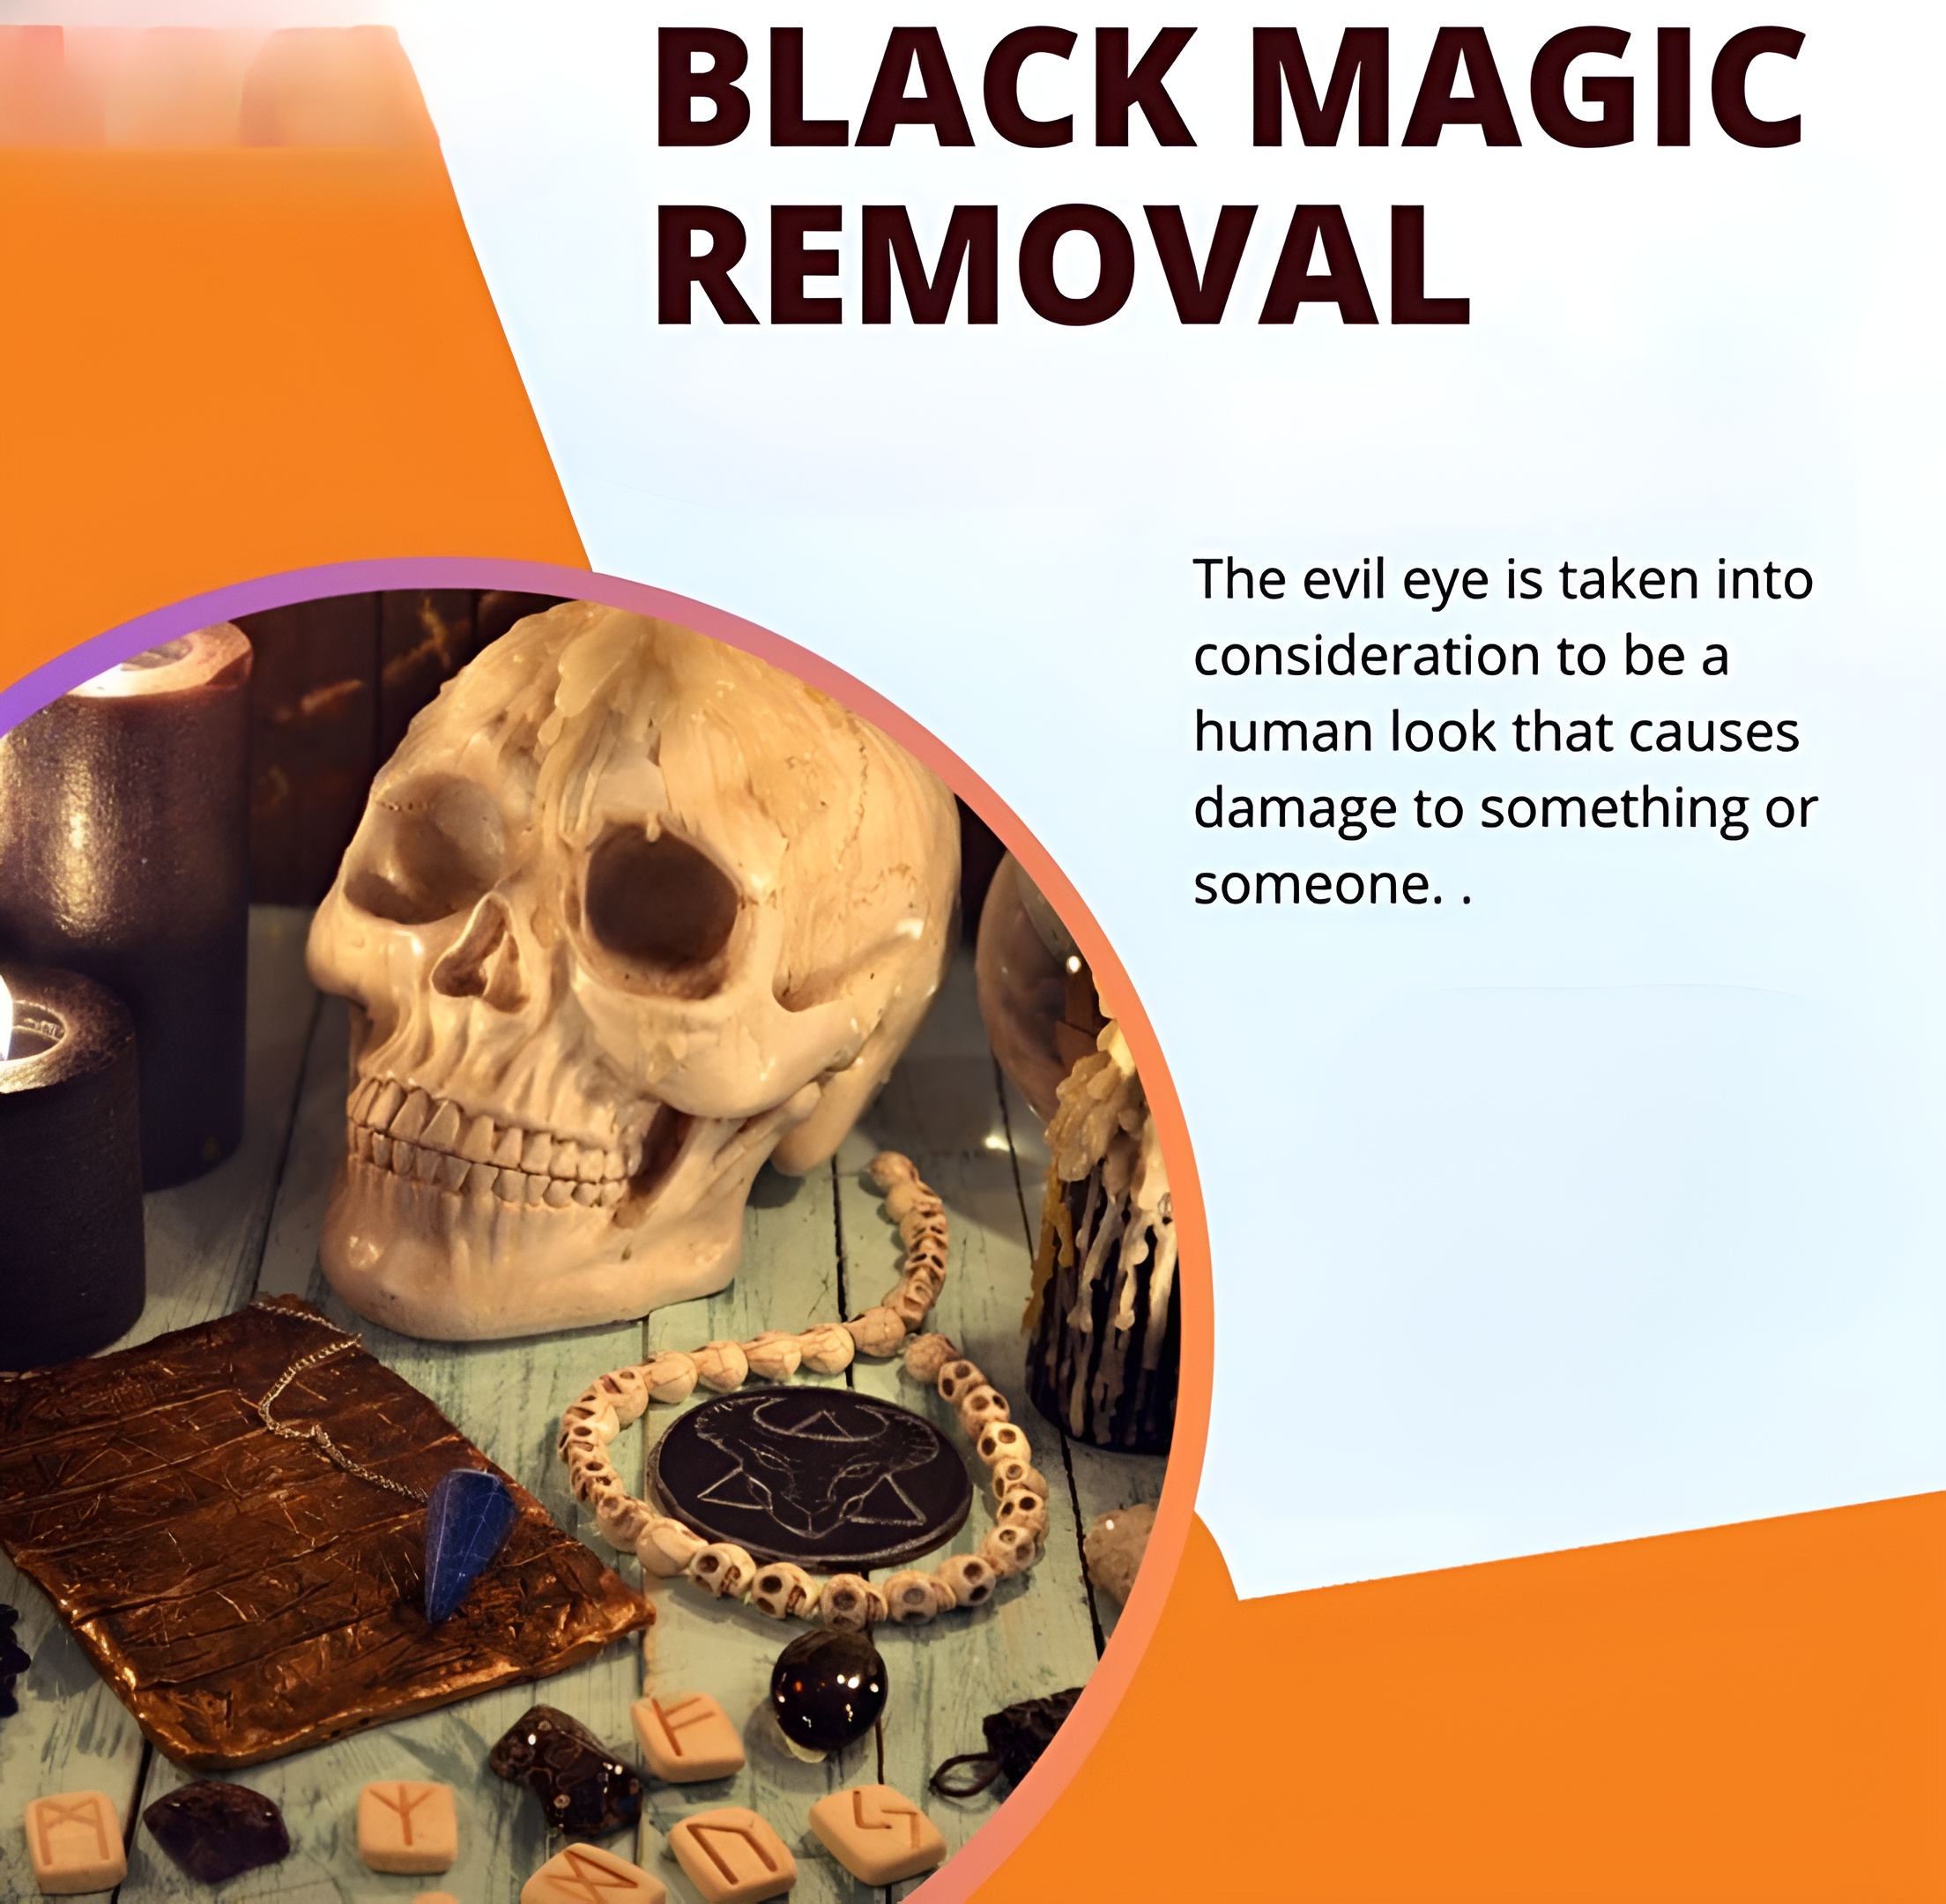 BLACK MAGIC
REMOVAL
The evil eye is taken into
consideration to be a
human look that causes
damage to something or
someone. .